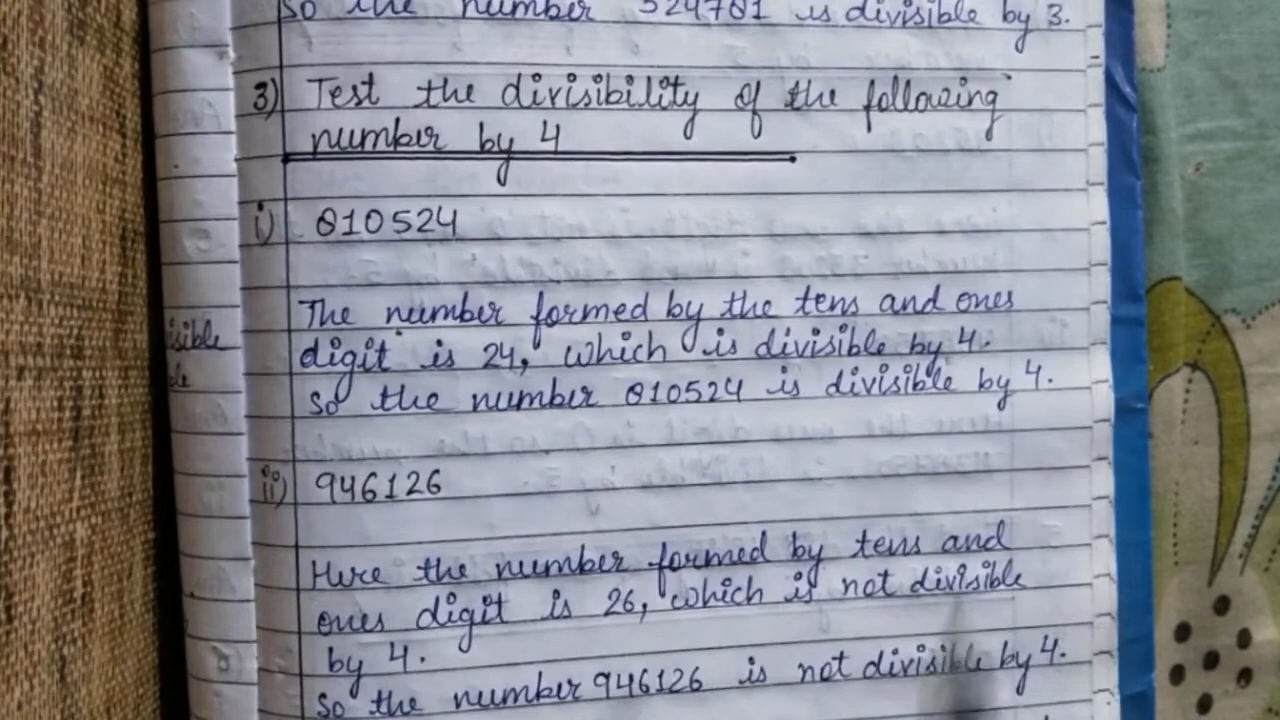 So the number 524781 is divisible by 3.
3) Test the divisibility of the following
number by 4
i) 810524
The number formed by the tens and ones
digit is 24, which is divisible by 4.
So the number 810524 is divisible by 4.
ii) 946126
Here the number formed by tens and
ones digit is 26, which is not divisible
by 4.
So the number 946126 is not divisible by 4.